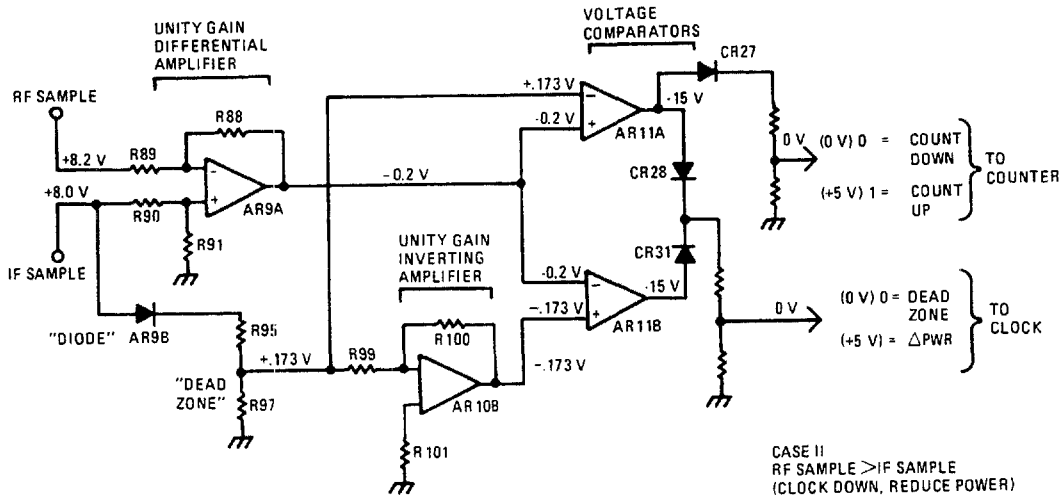 UNITY GAIN
DIFFERENTIAL
AMPLIFIER
VOLTAGE
COMPARATORS
CR27
RF SAMPLE
R88
+8.2 V
R89
+8.0 V
R90
AR9A
R91
IF SAMPLE
"DIODE"
AR9B
R95
+.173 V
"DEAD
ZONE"
R97
-0.2 V
UNITY GAIN
INVERTING
AMPLIFIER
R99
R100
AR10B
R101
-.173 V
+.173 V
-0.2 V
AR11A
-15 V
CR28
CR31
-0.2 V
-.173 V
AR11B
-15 V
0 V
(0 V) 0 = COUNT
DOWN
(+5 V) 1 = COUNT
UP
TO
COUNTER
0 V
(0 V) 0 = DEAD
ZONE
(+5 V) = △PWR
TO
CLOCK
CASE II
RF SAMPLE >IF SAMPLE
(CLOCK DOWN, REDUCE POWER)